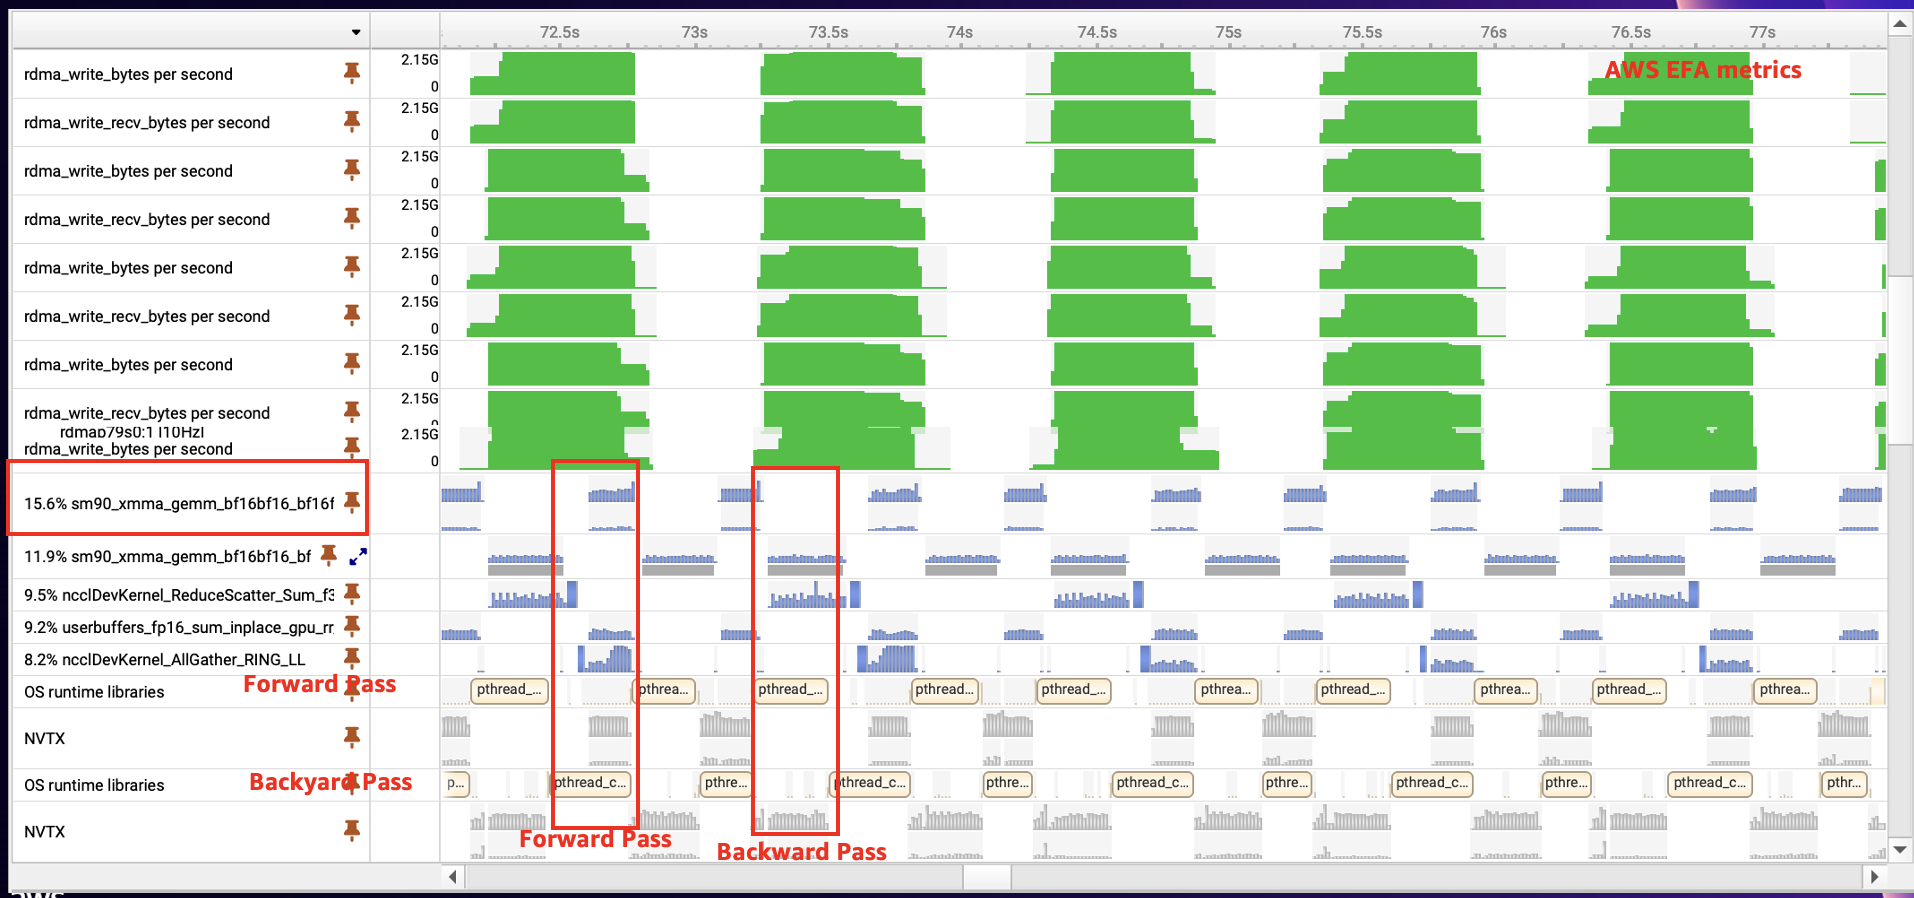 72.5s 73s 73.5s 74s 74.5s 75s 75.5s 76s 76.5s 77s
rdma_write_bytes per second 2.15G 0 AWS EFA metrics
rdma_write_recv_bytes per second 2.15G 0
rdma_write_bytes per second 2.15G 0
rdma_write_recv_bytes per second 2.15G 0
rdma_write_bytes per second 2.15G 0
rdma_write_recv_bytes per second 2.15G 0
rdma_write_bytes per second 2.15G 0
rdma_write_recv_bytes per second 2.15G 0
rdmap79s0:1 [10Hz]
rdma_write_bytes per second 2.15G 0
15.6% sm90_xmma_gemm_bf16bf16_bf16f
11.9% sm90_xmma_gemm_bf16bf16_bf
9.5% ncclDevKernel_ReduceScatter_Sum_f3
9.2% userbuffers_fp16_sum_inplace_gpu_rr
8.2% ncclDevKernel_AllGather_RING_LL
Forward Pass
OS runtime libraries pthread_... pthrea... pthread_... pthread... pthread_... pthrea... pthread_... pthrea... pthread_... pthrea...
NVTX
Backyard Pass
OS runtime libraries p... pthread_c... pthre... pthread_c... pthre... pthread_c... pthre... pthread_c... pthre... pthread_c... pthr...
NVTX
Forward Pass
Backward Pass
aws